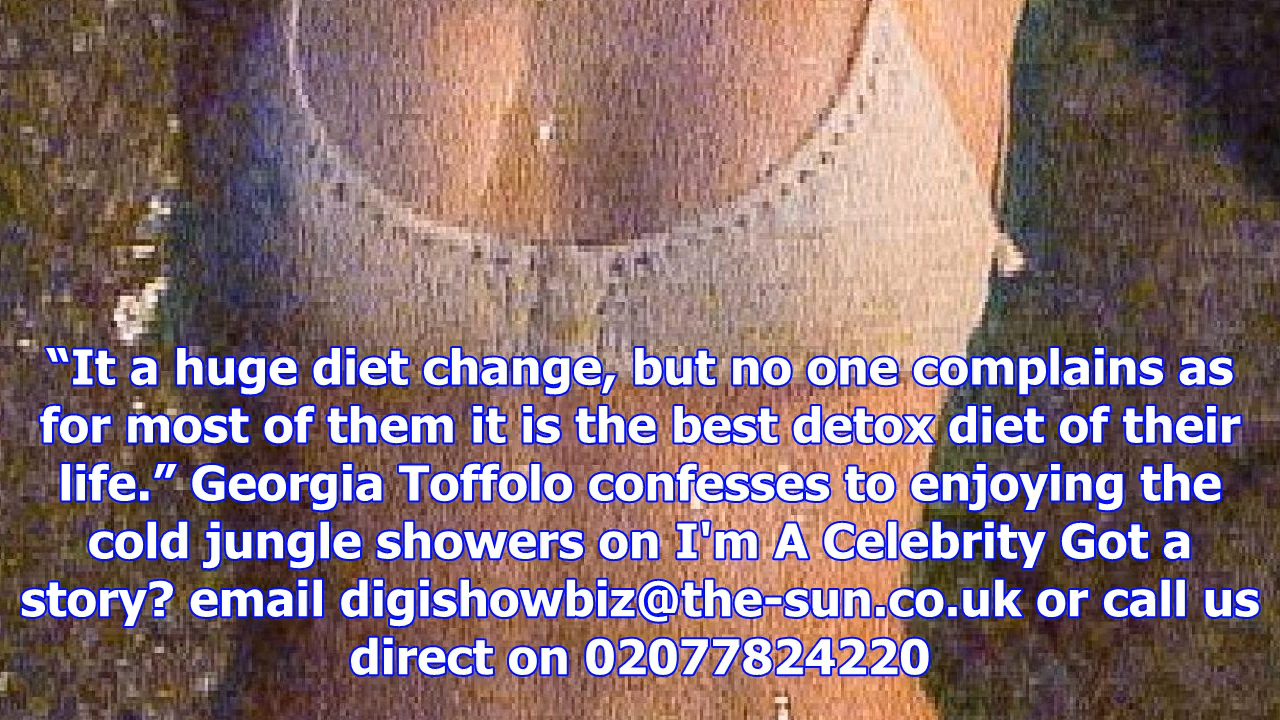 “It a huge diet change, but no one complains as
for most of them it is the best detox diet of their
life.” Georgia Toffolo confesses to enjoying the
cold jungle showers on I'm A Celebrity Got a
story? email digishowbiz@the-sun.co.uk or call us
direct on 02077824220